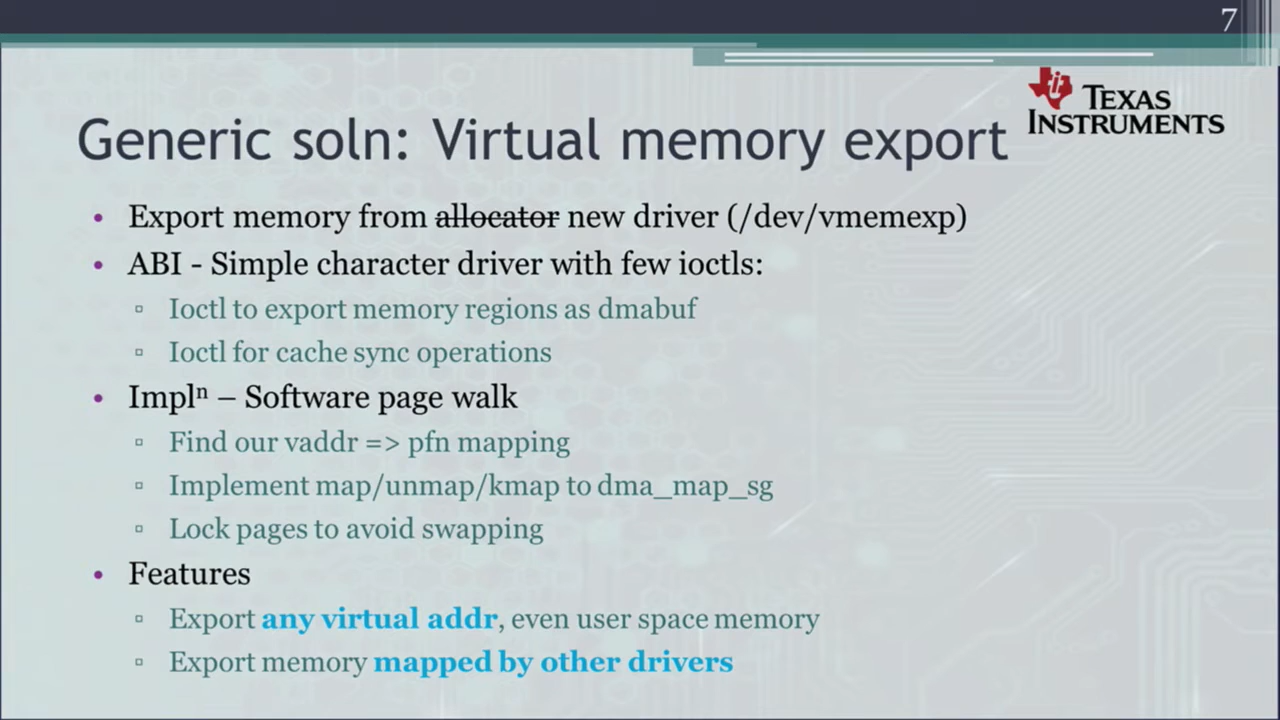 7
TEXAS
INSTRUMENTS
Generic soln: Virtual memory export
• Export memory from allocator new driver (/dev/vmemexp)
• ABI - Simple character driver with few ioctls:
▫ Ioctl to export memory regions as dmabuf
▫ Ioctl for cache sync operations
• Implⁿ – Software page walk
▫ Find our vaddr => pfn mapping
▫ Implement map/unmap/kmap to dma_map_sg
▫ Lock pages to avoid swapping
• Features
▫ Export any virtual addr, even user space memory
▫ Export memory mapped by other drivers